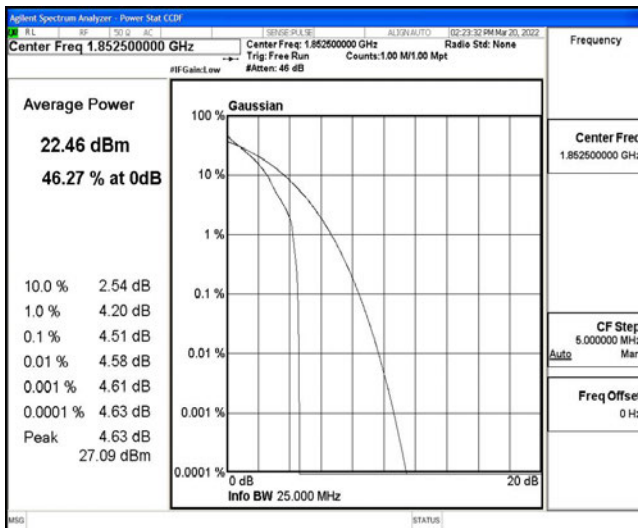 Agilent Spectrum Analyzer - Power Stat CCDF
RL RF 50 Ω AC SENSE:PULSE ALIGNAUTO 02:23:32 PM Mar 20, 2022
Center Freq 1.852500000 GHz
Center Freq: 1.852500000 GHz Radio Std: None
Trig: Free Run Counts:1.00 M/1.00 Mpt
#IFGain:Low #Atten: 46 dB
Frequency
Average Power
22.46 dBm
46.27 % at 0dB
10.0 % 2.54 dB
1.0 % 4.20 dB
0.1 % 4.51 dB
0.01 % 4.58 dB
0.001 % 4.61 dB
0.0001 % 4.63 dB
Peak 4.63 dB
27.09 dBm
Gaussian
100 %
10 %
1 %
0.1 %
0.01 %
0.001 %
0.0001 %
0 dB 20 dB
Info BW 25.000 MHz
Center Freq
1.852500000 GHz
CF Step
5.000000 MHz
Auto Man
Freq Offset
0 Hz
MSG STATUS